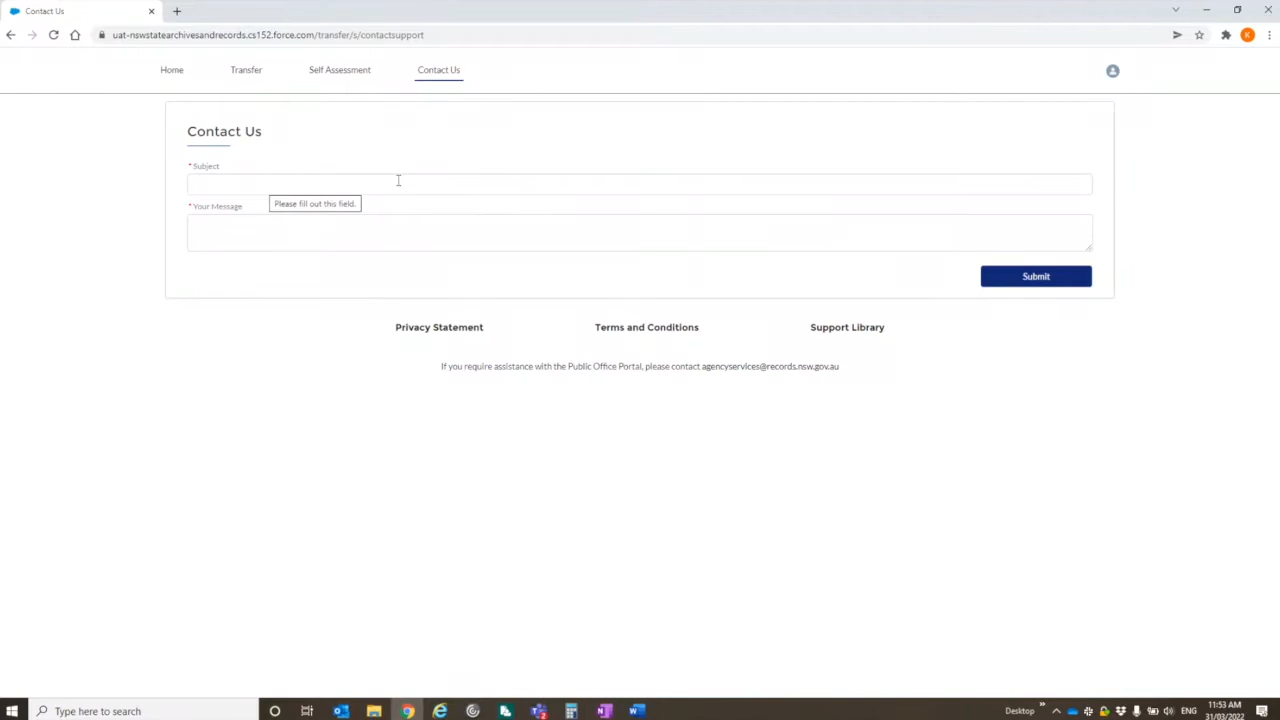 Contact Us
uat-nswstatearchivesandrecords.cs152.force.com/transfer/s/contactsupport
K
Home Transfer Self Assessment Contact Us
Contact Us
* Subject
Please fill out this field.
* Your Message
Submit
Privacy Statement Terms and Conditions Support Library
If you require assistance with the Public Office Portal, please contact agencyservices@records.nsw.gov.au
Type here to search
Desktop
ENG
11:53 AM
31/03/2022